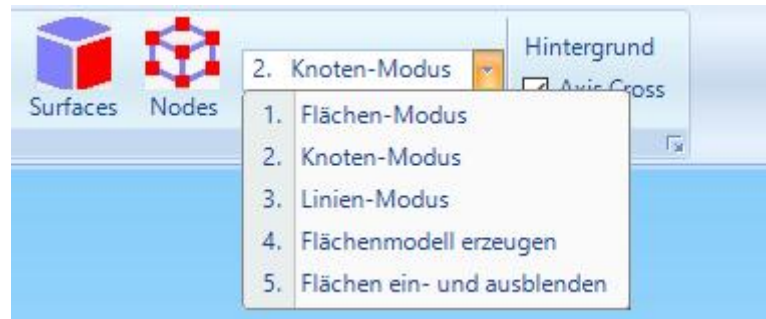 Surfaces
Nodes
2. Knoten-Modus
Hintergrund
Axis Cross
1. Flächen-Modus
2. Knoten-Modus
3. Linien-Modus
4. Flächenmodell erzeugen
5. Flächen ein- und ausblenden